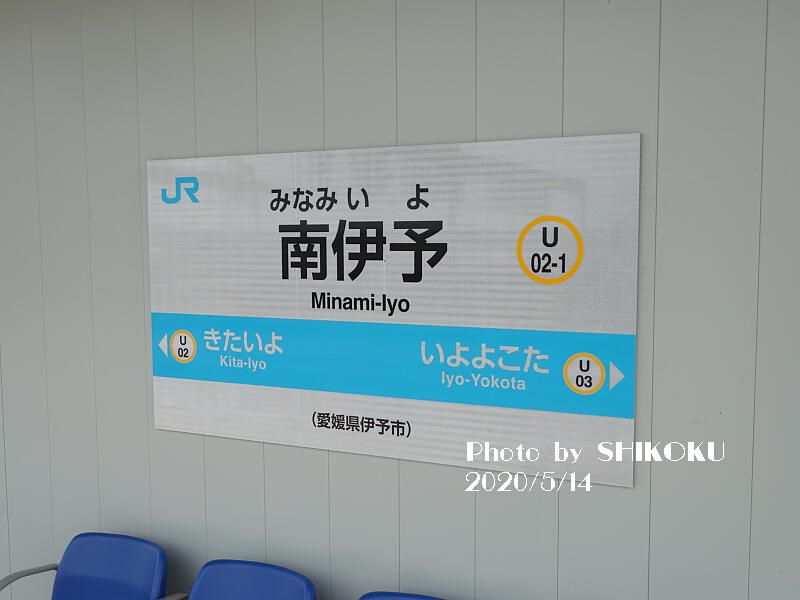 JR
みなみ い よ
南伊予
Minami-Iyo
U
02-1
U
02
きたいよ
Kita-Iyo
いよよこた
Iyo-Yokota
U
03
(愛媛県伊予市)
Photo by SHIKOKU
2020/5/14